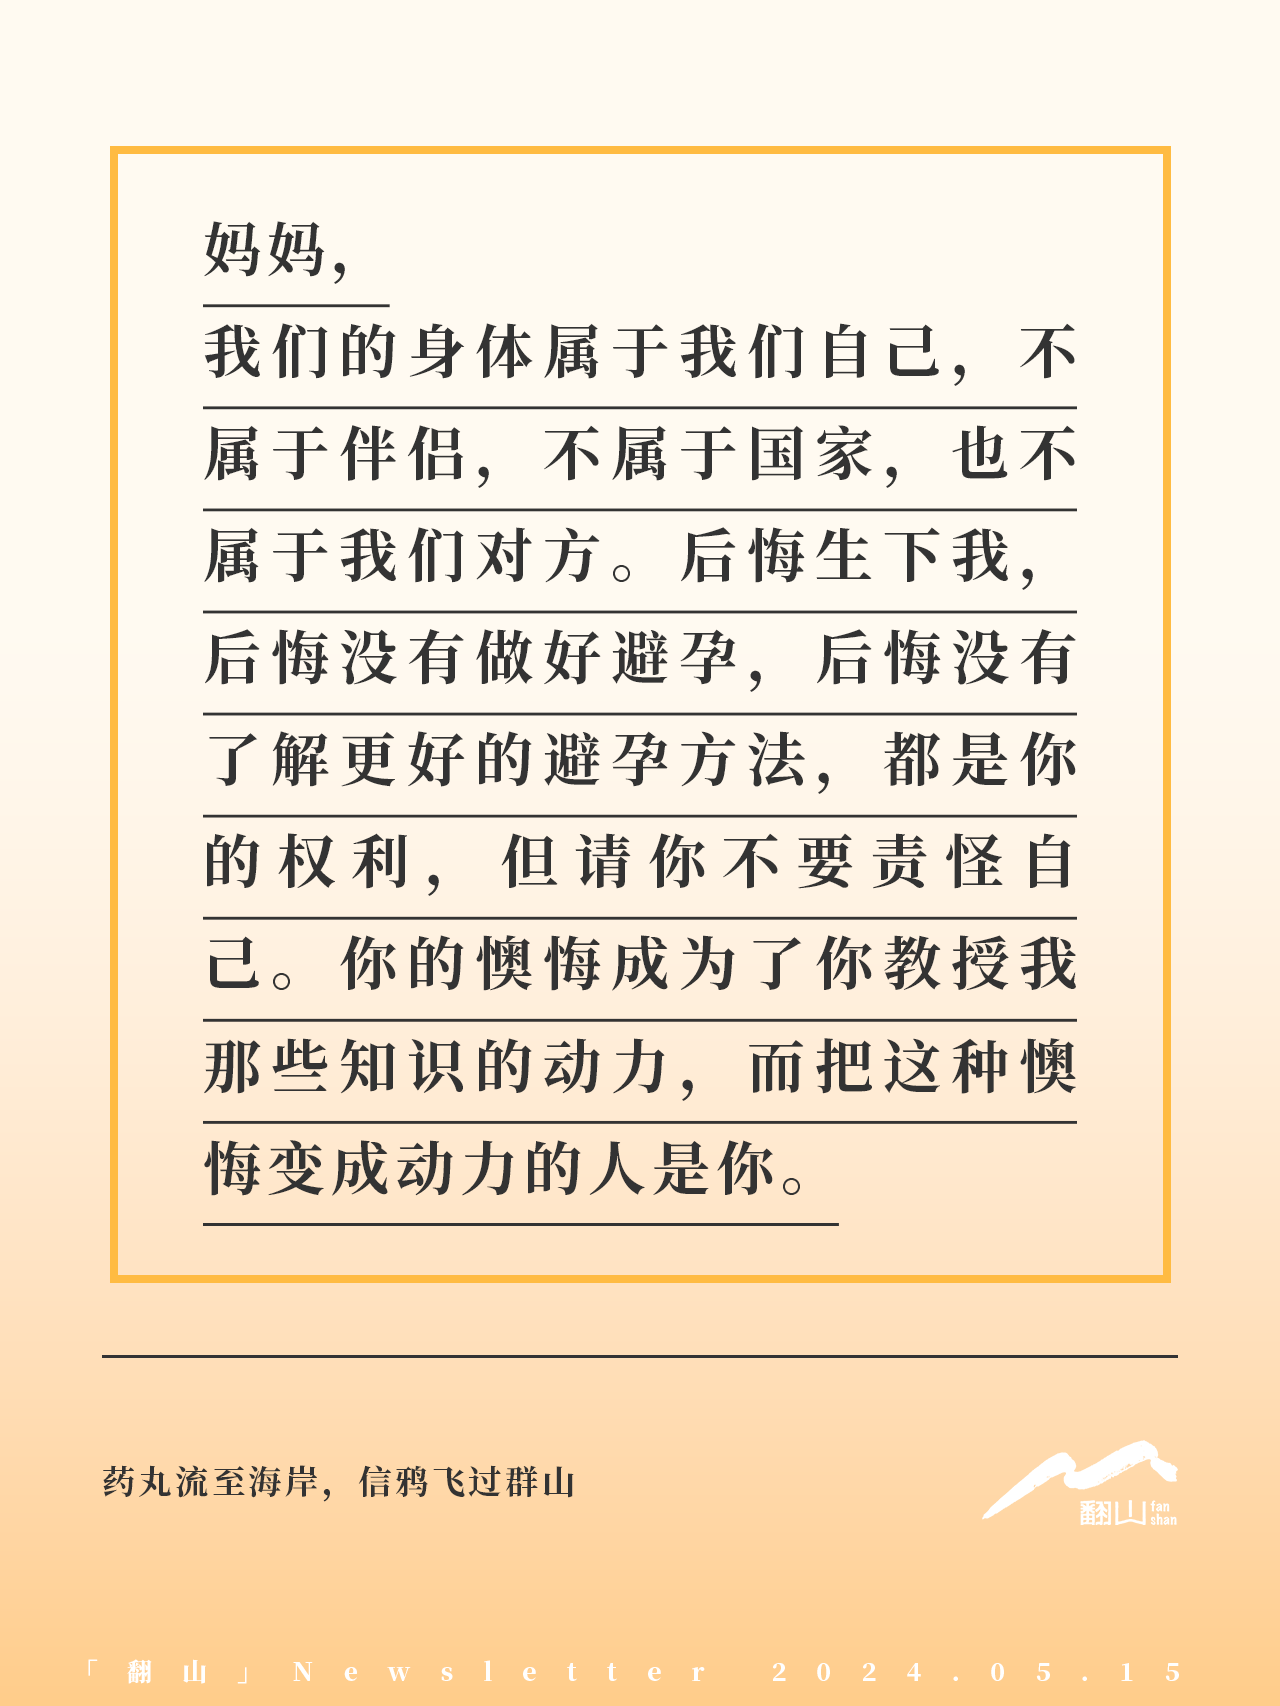 妈妈，
我们的身体属于我们自己，不
属于伴侣，不属于国家，也不
属于我们对方。后悔生下我，
后悔没有做好避孕，后悔没有
了解更好的避孕方法，都是你
的权利，但请你不要责怪自
己。你的懊悔成为了你教授我
那些知识的动力，而把这种懊
悔变成动力的人是你。
药丸流至海岸，信鸦飞过群山
翻山 fan
shan
「翻山」Newsletter 2024.05.15